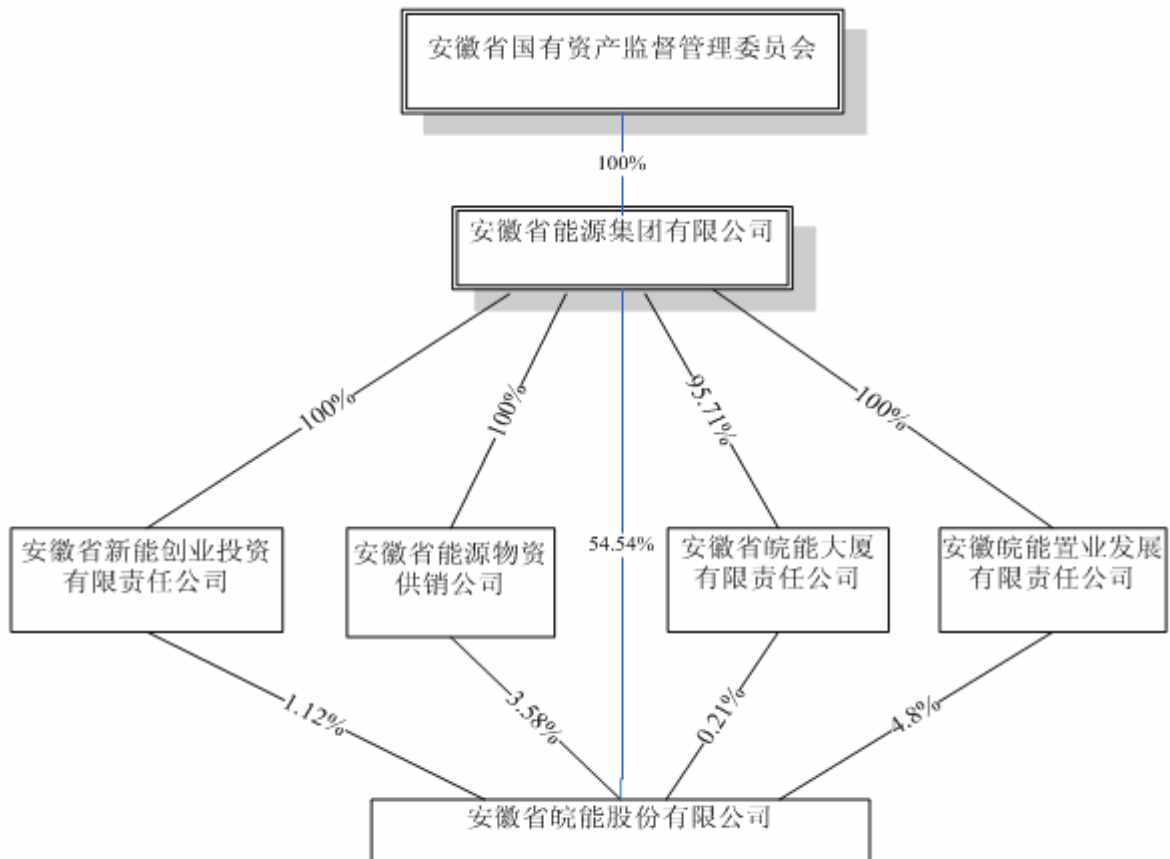 安徽省国有资产监督管理委员会
100%
安徽省能源集团有限公司
100%
100%
95.71%
100%
安徽省新能创业投资
有限责任公司
安徽省能源物资
供销公司
54.54%
安徽省皖能大厦
有限责任公司
安徽皖能置业发展
有限责任公司
1.12%
3.58%
0.21%
4.8%
安徽省皖能股份有限公司